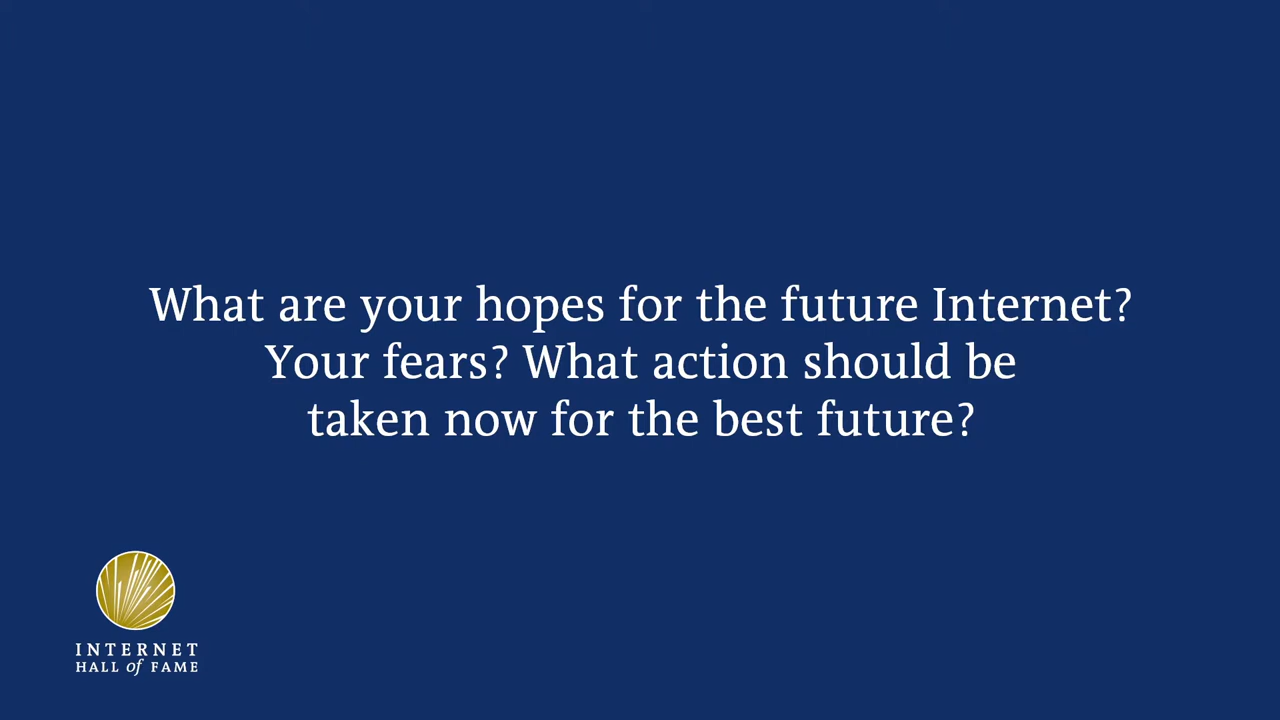 What are your hopes for the future Internet?
Your fears? What action should be
taken now for the best future?
INTERNET
HALL of FAME